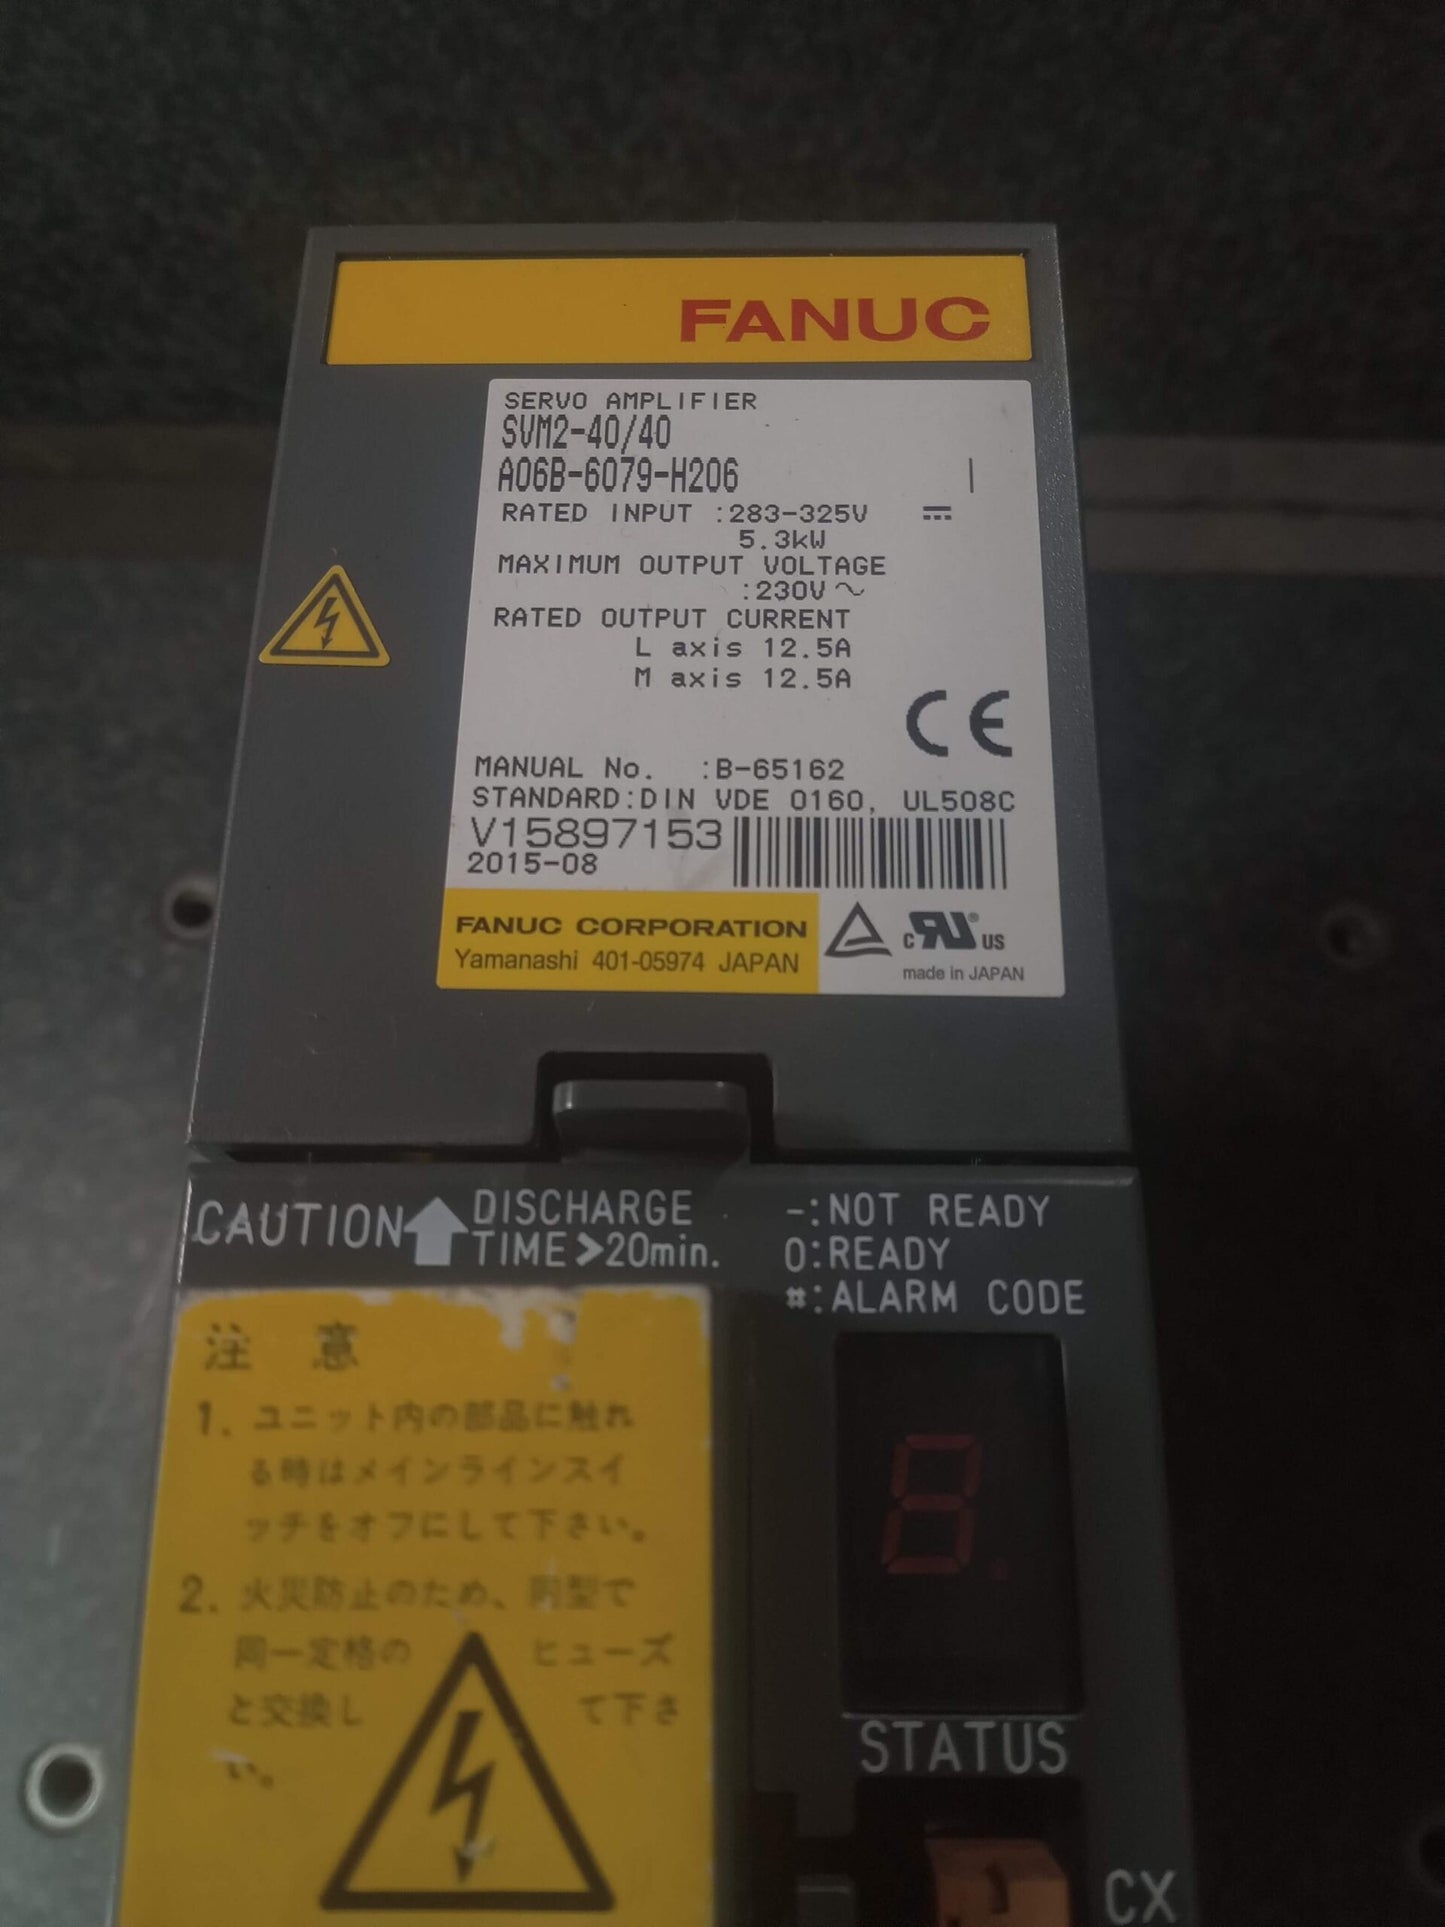 FANUC
SERVO AMPLIFIER
SVM2-40/40
A06B-6079-H206 I
RATED INPUT :283-325V ⎓
5.3kW
MAXIMUM OUTPUT VOLTAGE
:230V ~
RATED OUTPUT CURRENT
L axis 12.5A
M axis 12.5A
CE
MANUAL No. :B-65162
STANDARD:DIN VDE 0160, UL508C
V15897153
2015-08
FANUC CORPORATION
Yamanashi 401-05974 JAPAN
c RU ® US
made in JAPAN
CAUTION DISCHARGE
TIME>20min.
-:NOT READY
0:READY
#:ALARM CODE
注 意
1. ユニット内の部品に触れ
る時はメインラインスイ
ッチをオフにして下さい。
2. 火災防止のため、同型で
同一定格の ヒューズ
と交換し て下さ
い。
8.
STATUS
CX